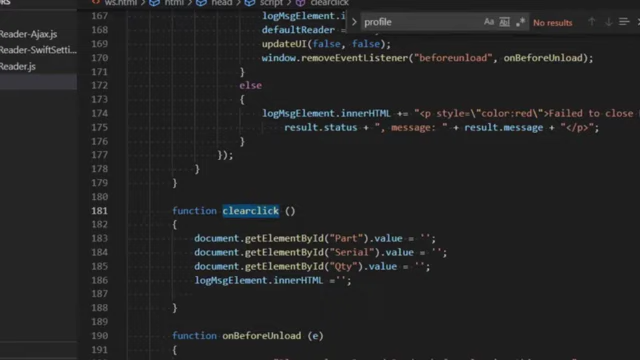 ORS
Reader-Ajax.js
Reader-SwiftSetti...
Reader.js
ws.html > html > head > script > clearclick
profile
Aa ab .* No results
167 logMsgElement.i
168 defaultReader =
169 updateUI(false, false);
170 window.removeEventListener("beforeunload", onBeforeUnload);
171 }
172 else
173 {
174 logMsgElement.innerHTML += "<p style=\"color:red\">Failed to close
175 result.status + ", message: " + result.message + "</p>";
176 }
177 });
178 }
179 }
180
181 function clearclick ()
182 {
183 document.getElementById("Part").value = '';
184 document.getElementById("Serial").value = '';
185 document.getElementById("Qty").value = '';
186 logMsgElement.innerHTML ='';
187
188 }
189
190 function onBeforeUnload (e)
191 {